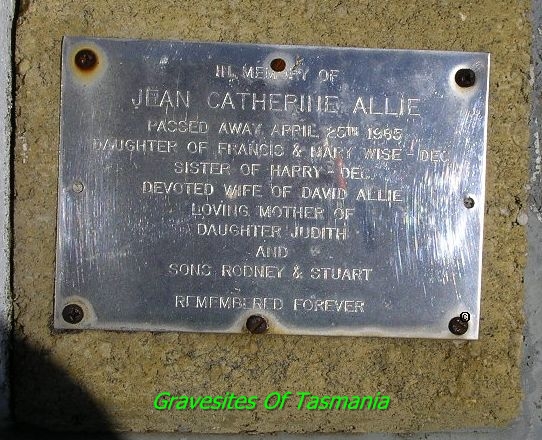 IN MEMORY OF
JEAN CATHERINE ALLIE
PASSED AWAY APRIL 25TH 1985
DAUGHTER OF FRANCIS & MARY WISE - DEC.
SISTER OF HARRY - DEC.
DEVOTED WIFE OF DAVID ALLIE
LOVING MOTHER OF
DAUGHTER JUDITH
AND
SONS RODNEY & STUART
REMEMBERED FOREVER
©
Gravesites Of Tasmania